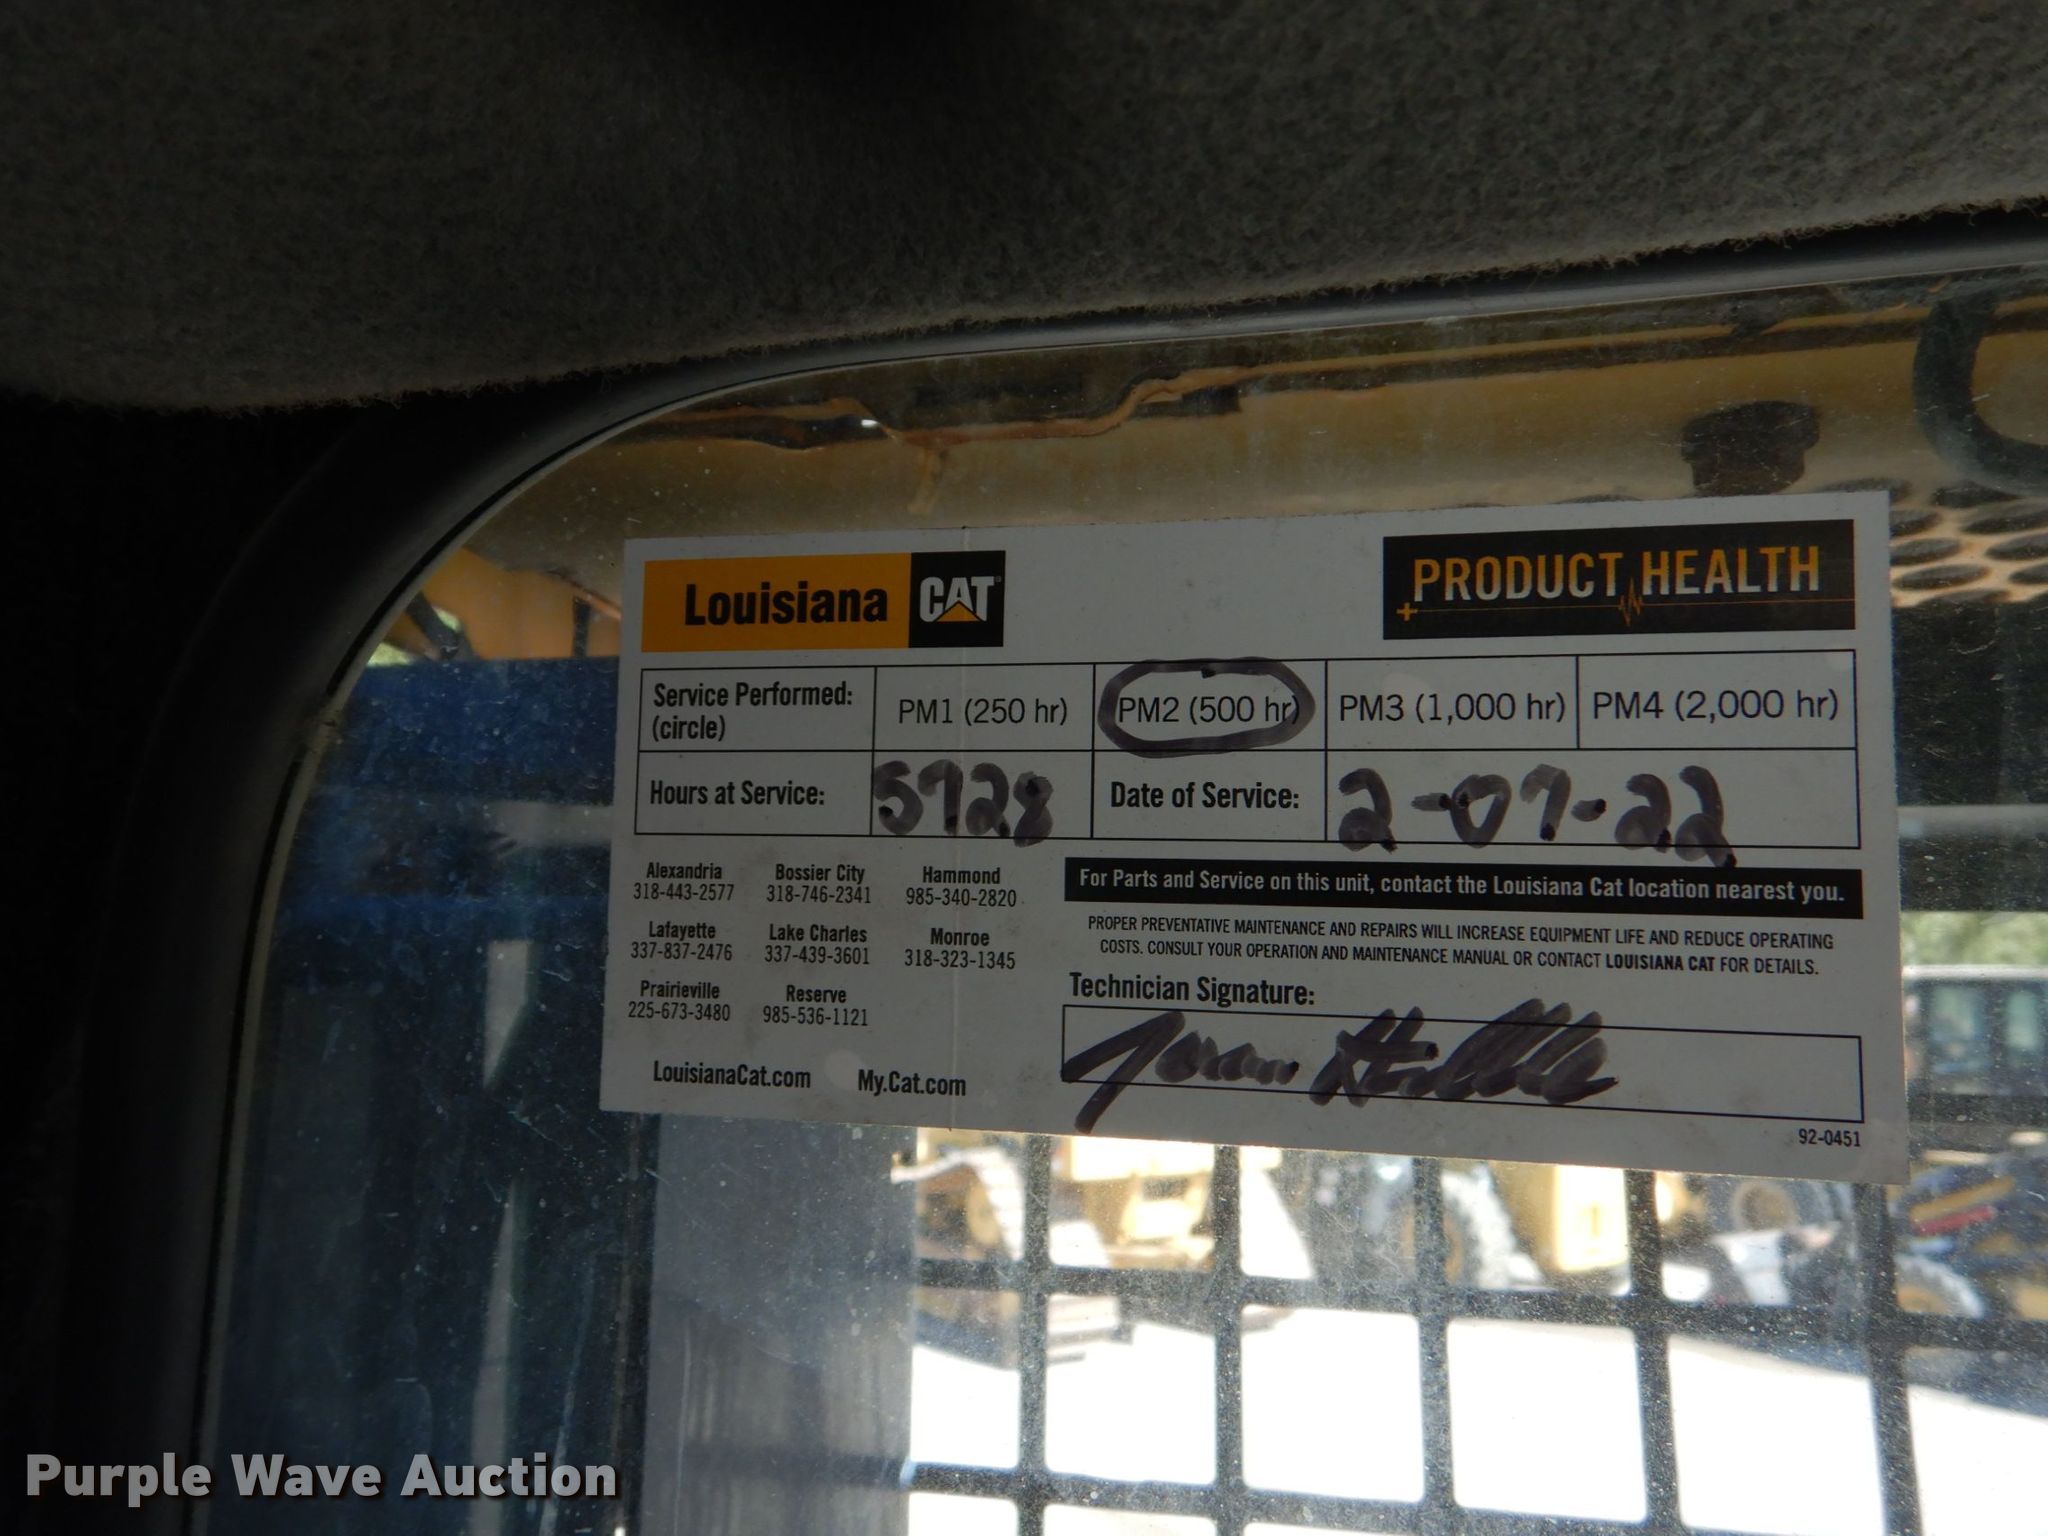 Louisiana CAT
PRODUCT HEALTH
Service Performed: (circle)
PM1 (250 hr)
PM2 (500 hr)
PM3 (1,000 hr)
PM4 (2,000 hr)
Hours at Service:
5728
Date of Service:
2-07-22
Alexandria
318-443-2577
Bossier City
318-746-2341
Hammond
985-340-2820
Lafayette
337-837-2476
Lake Charles
337-439-3601
Monroe
318-323-1345
Prairieville
225-673-3480
Reserve
985-536-1121
LouisianaCat.com
My.Cat.com
For Parts and Service on this unit, contact the Louisiana Cat location nearest you.
PROPER PREVENTATIVE MAINTENANCE AND REPAIRS WILL INCREASE EQUIPMENT LIFE AND REDUCE OPERATING
COSTS. CONSULT YOUR OPERATION AND MAINTENANCE MANUAL OR CONTACT LOUISIANA CAT FOR DETAILS.
Technician Signature:
92-0451
Purple Wave Auction